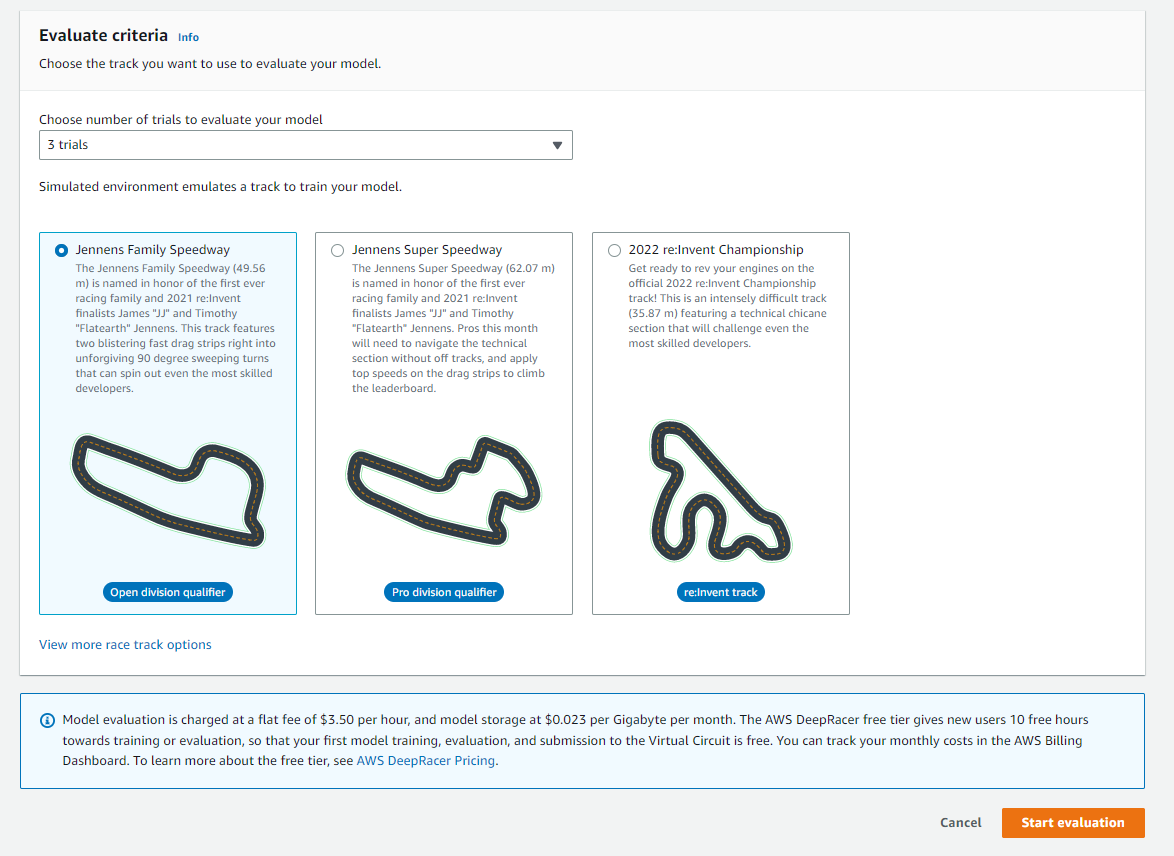 Evaluate criteria Info
Choose the track you want to use to evaluate your model.
Choose number of trials to evaluate your model
3 trials
Simulated environment emulates a track to train your model.
Jennens Family Speedway
The Jennens Family Speedway (49.56
m) is named in honor of the first ever
racing family and 2021 re:Invent
finalists James "JJ" and Timothy
"Flatearth" Jennens. This track features
two blistering fast drag strips right into
unforgiving 90 degree sweeping turns
that can spin out even the most skilled
developers.
Open division qualifier
Jennens Super Speedway
The Jennens Super Speedway (62.07 m)
is named in honor of the first ever
racing family and 2021 re:Invent
finalists James "JJ" and Timothy
"Flatearth" Jennens. Pros this month
will need to navigate the technical
section without off tracks, and apply
top speeds on the drag strips to climb
the leaderboard.
Pro division qualifier
2022 re:Invent Championship
Get ready to rev your engines on the
official 2022 re:Invent Championship
track! This is an intensely difficult track
(35.87 m) featuring a technical chicane
section that will challenge even the
most skilled developers.
re:Invent track
View more race track options
Model evaluation is charged at a flat fee of $3.50 per hour, and model storage at $0.023 per Gigabyte per month. The AWS DeepRacer free tier gives new users 10 free hours
towards training or evaluation, so that your first model training, evaluation, and submission to the Virtual Circuit is free. You can track your monthly costs in the AWS Billing
Dashboard. To learn more about the free tier, see AWS DeepRacer Pricing.
Cancel
Start evaluation